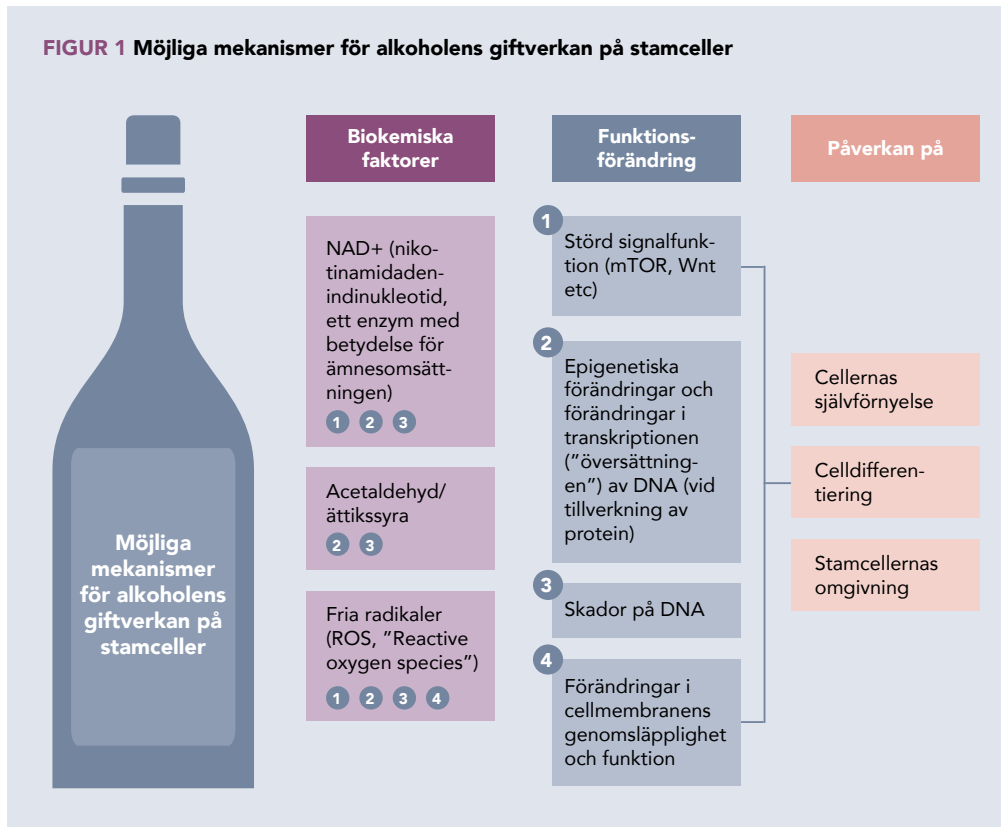 FIGUR 1 Möjliga mekanismer för alkoholens giftverkan på stamceller
Möjliga
mekanismer
för alkoholens
giftverkan på
stamceller
Biokemiska
faktorer
NAD+ (niko-
tinamidaden-
indinukleotid,
ett enzym med
betydelse för
ämnesomsätt-
ningen)
1 2 3
Acetaldehyd/
ättikssyra
2 3
Fria radikaler
(ROS, ”Reactive
oxygen species”)
1 2 3 4
Funktions-
förändring
1
Störd signalfunk-
tion (mTOR, Wnt
etc)
2
Epigenetiska
förändringar och
förändringar i
transkriptionen
(”översättning-
en”) av DNA (vid
tillverkning av
protein)
3
Skador på DNA
4
Förändringar i
cellmembranens
genomsläpplighet
och funktion
Påverkan på
Cellernas
självförnyelse
Celldifferen-
tiering
Stamcellernas
omgivning